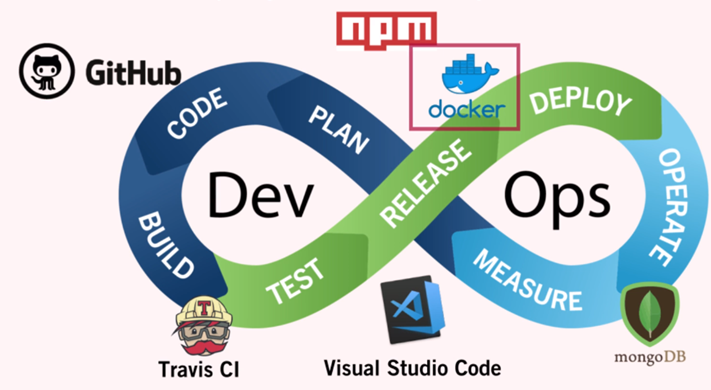 npm
GitHub
docker
CODE
PLAN
DEPLOY
Dev
RELEASE
Ops
OPERATE
BUILD
TEST
MEASURE
T
Travis CI
Visual Studio Code
mongoDB